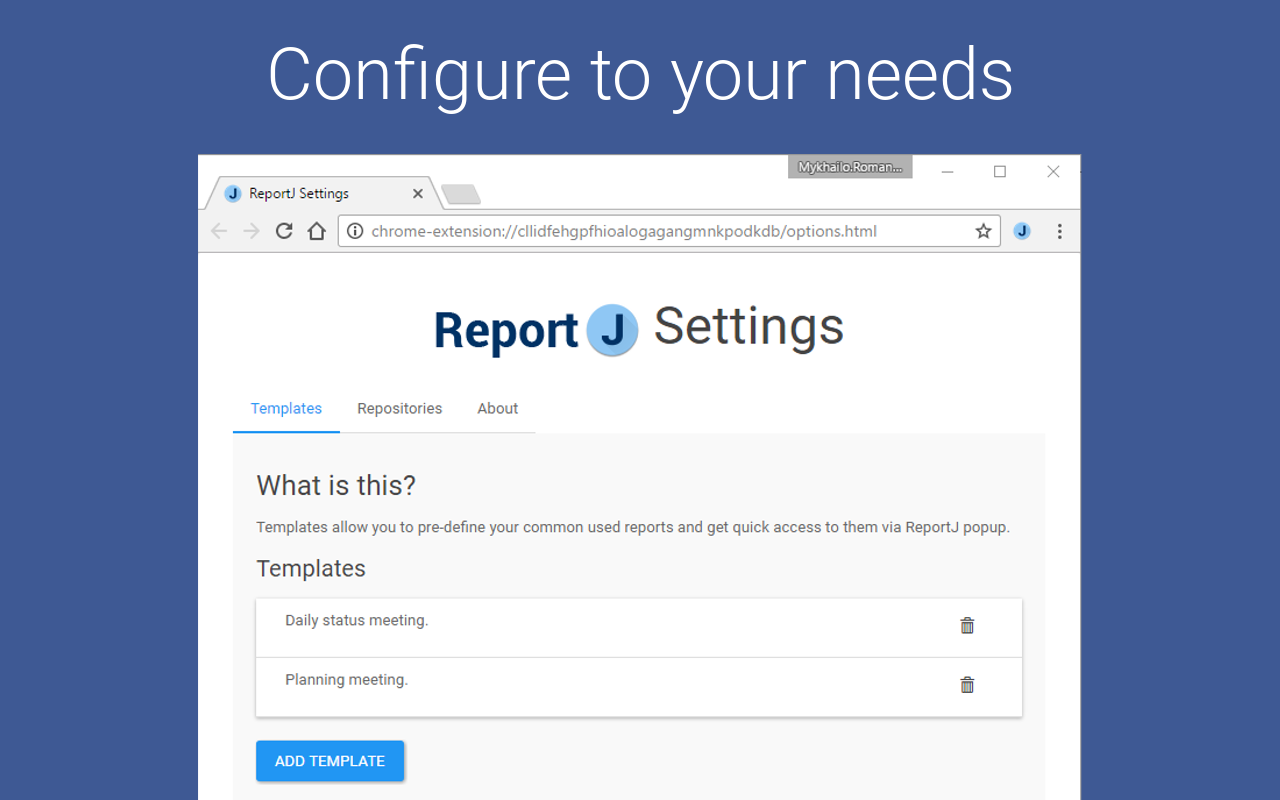 Configure to your needs
Mykhailo.Roman...
ReportJ Settings
chrome-extension://cllidfehgpfhioalogagangmnkpodkdb/options.html
Report J Settings
Templates Repositories About
What is this?
Templates allow you to pre-define your common used reports and get quick access to them via ReportJ popup.
Templates
Daily status meeting.
Planning meeting.
ADD TEMPLATE